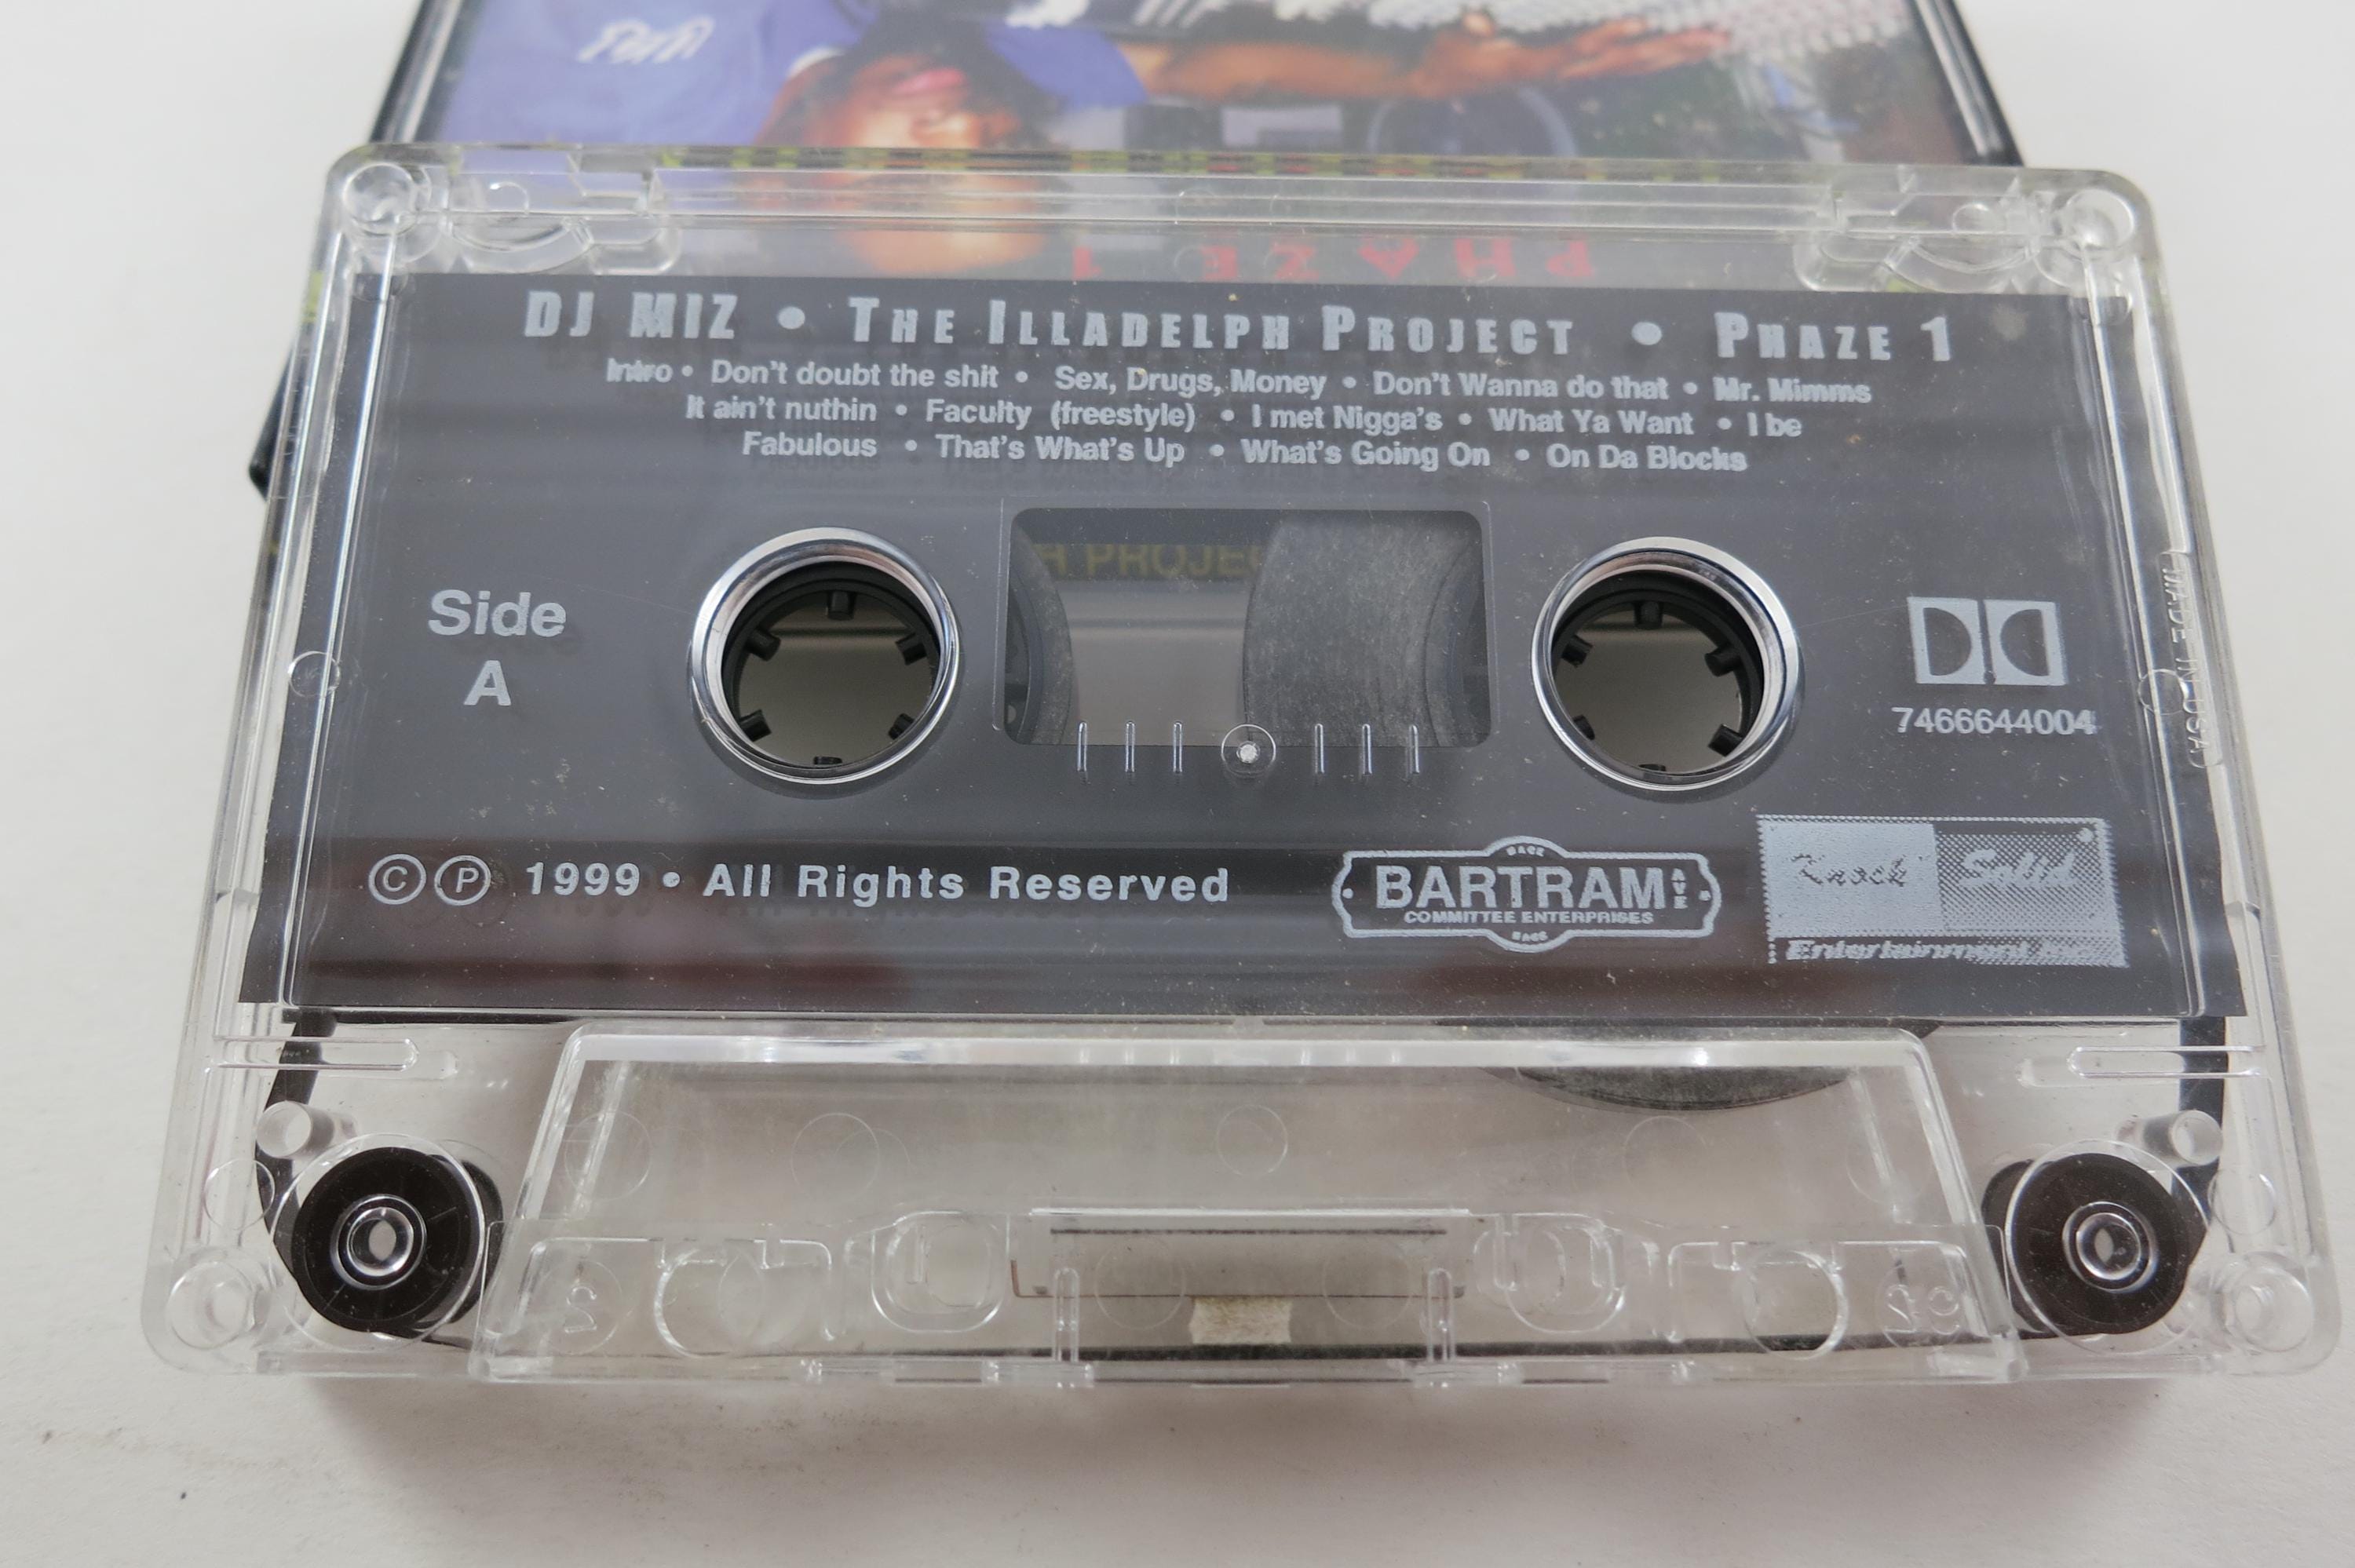 PHAZE 1
DJ MIZ • THE ILLADELPH PROJECT • PHAZE 1
Intro • Don't doubt the shit • Sex, Drugs, Money • Don't Wanna do that • Mr. Mimms
It ain't nuthin • Faculty (freestyle) • I met Nigga's • What Ya Want • I be
Fabulous • That's What's Up • What's Going On • On Da Blocks
H PROJEC
Side
A
7466644004
MADE IN USA
© ℗ 1999 • All Rights Reserved
BARTRAM AVE
COMMITTEE ENTERPRISES
Knock Solid
Entertainment Inc.